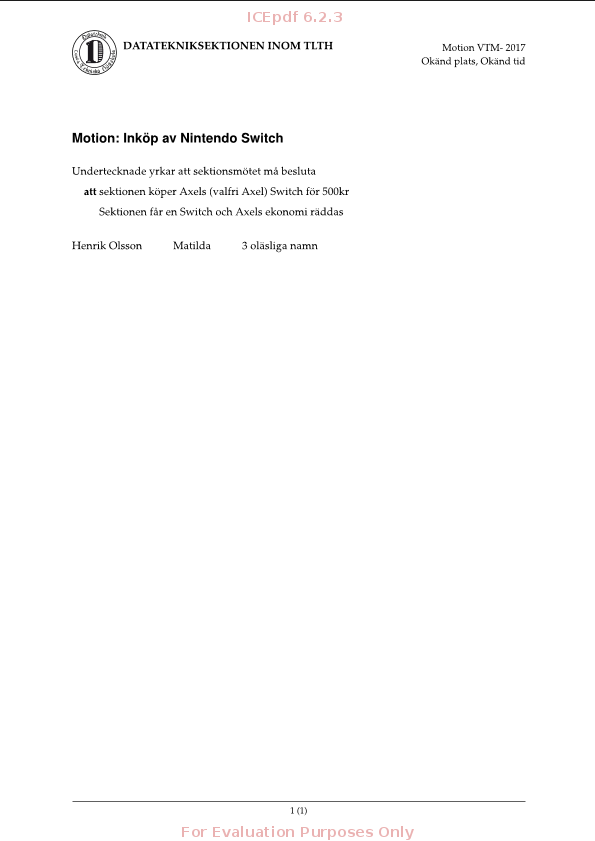 ICEpdf 6.2.3
DATATEKNIKSEKTIONEN INOM TLTH
Motion VTM- 2017
Okänd plats, Okänd tid
Motion: Inköp av Nintendo Switch
Undertecknade yrkar att sektionsmötet må besluta
att sektionen köper Axels (valfri Axel) Switch för 500kr
Sektionen får en Switch och Axels ekonomi räddas
Henrik Olsson Matilda 3 oläsliga namn
1 (1)
For Evaluation Purposes Only